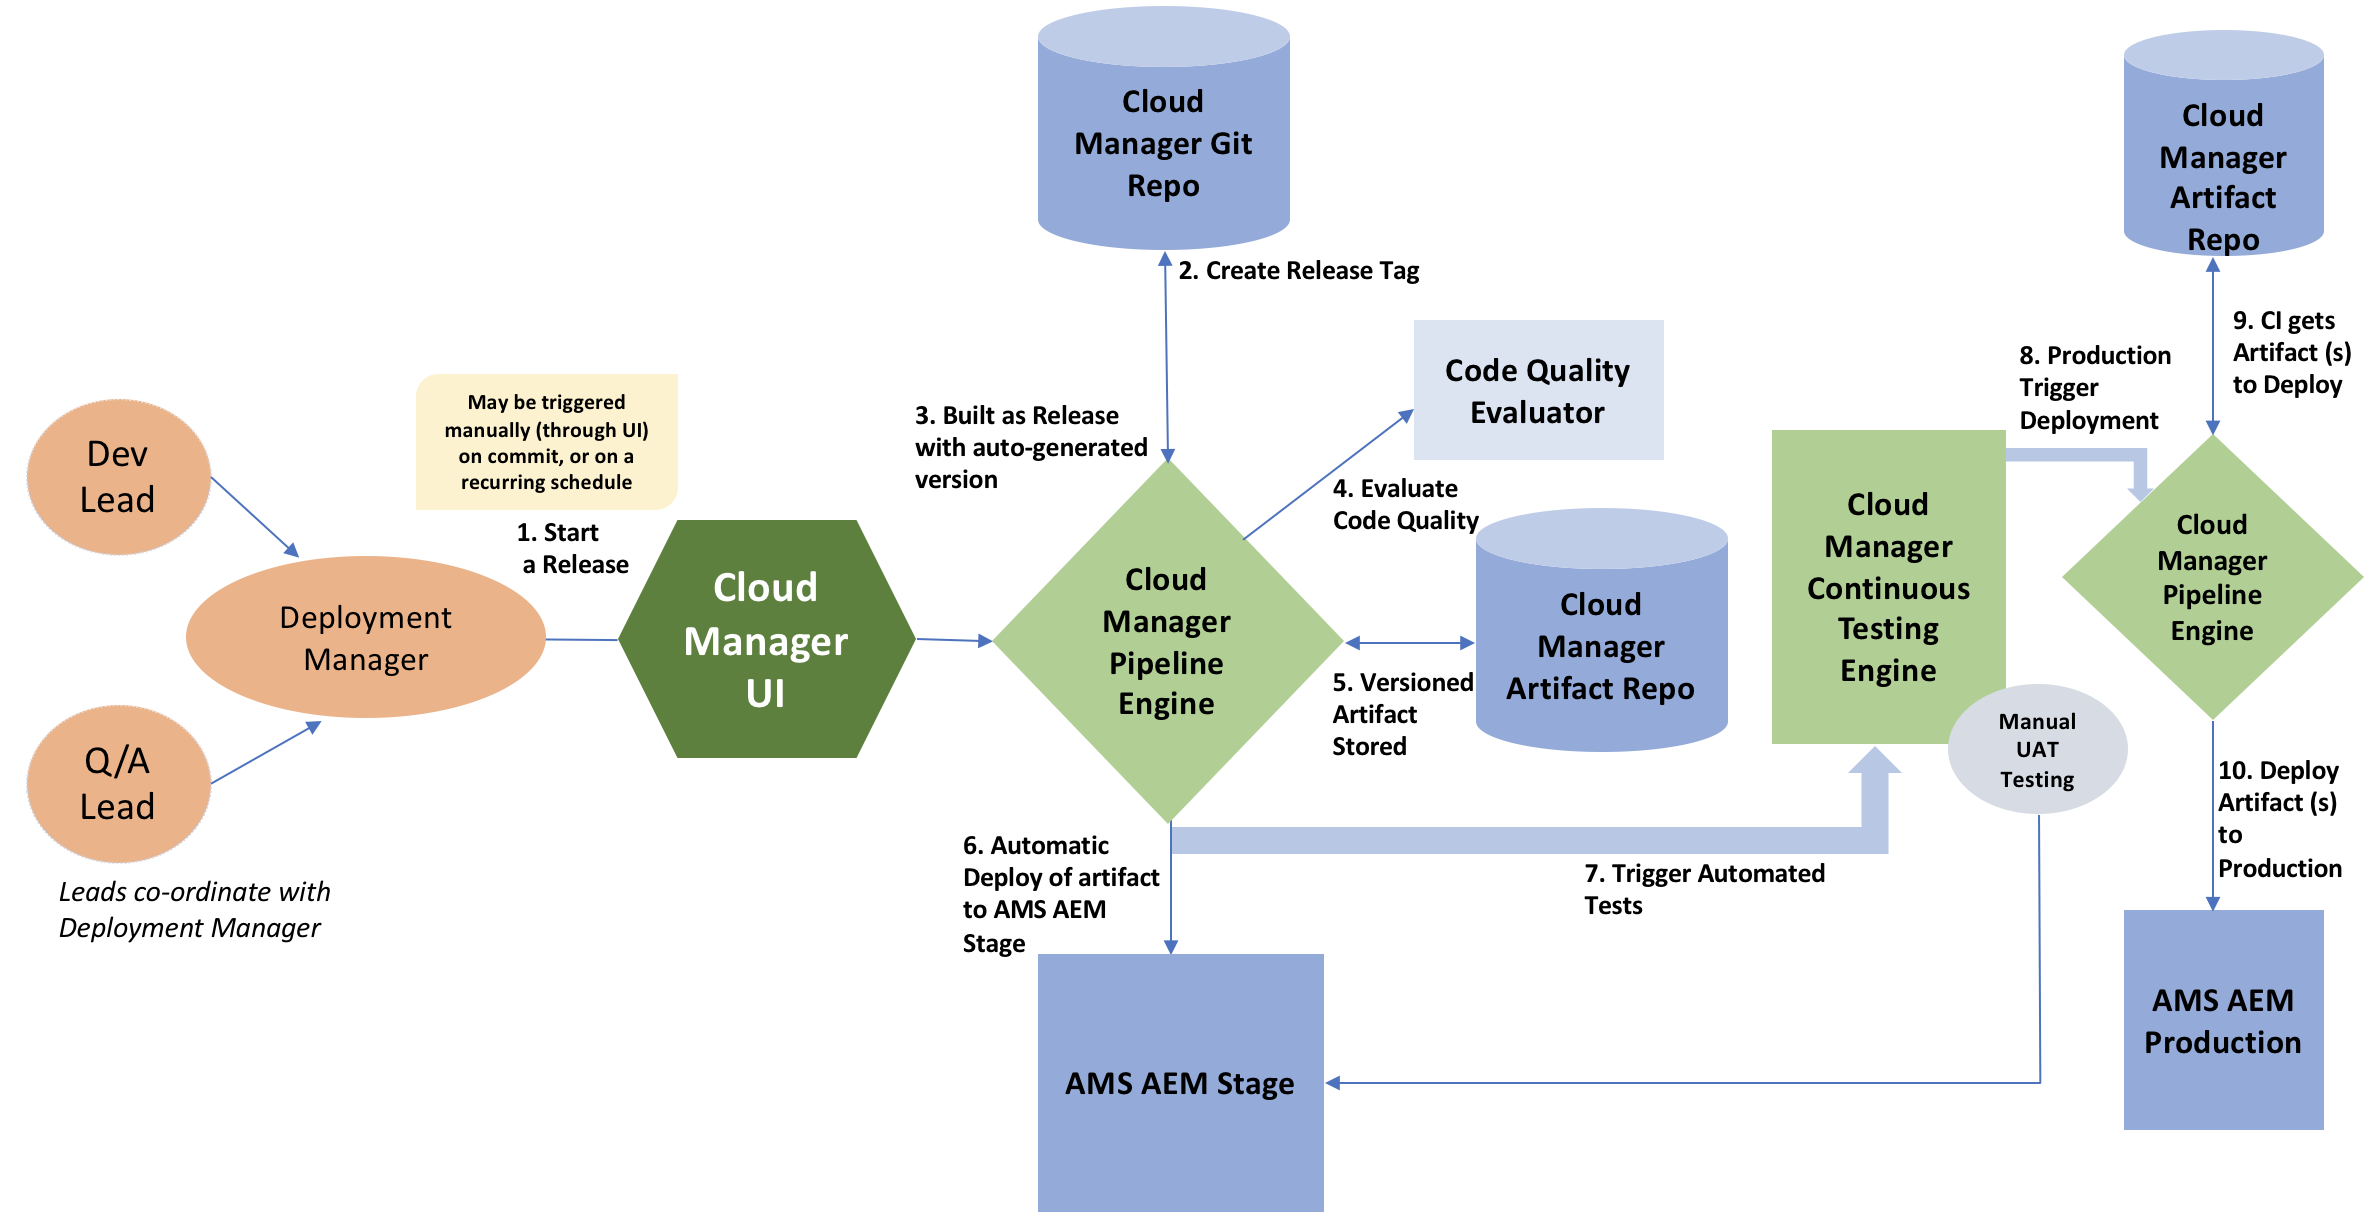 Cloud
Manager Git
Repo
Cloud
Manager
Artifact
Repo
2. Create Release Tag
9. CI gets
Artifact (s)
to Deploy
8. Production
Trigger
Deployment
Code Quality
Evaluator
May be triggered
manually (through UI)
on commit, or on a
recurring schedule
3. Built as Release
with auto-generated
version
Dev
Lead
4. Evaluate
Code Quality
1. Start
a Release
Cloud
Manager
Continuous
Testing
Engine
Cloud
Manager
Pipeline
Engine
Deployment
Manager
Cloud
Manager
UI
Cloud
Manager
Pipeline
Engine
Cloud
Manager
Artifact Repo
5. Versioned
Artifact
Stored
Manual
UAT
Testing
Q/A
Lead
10. Deploy
Artifact (s)
to
Production
6. Automatic
Deploy of artifact
to AMS AEM
Stage
7. Trigger Automated
Tests
Leads co-ordinate with
Deployment Manager
AMS AEM Stage
AMS AEM
Production